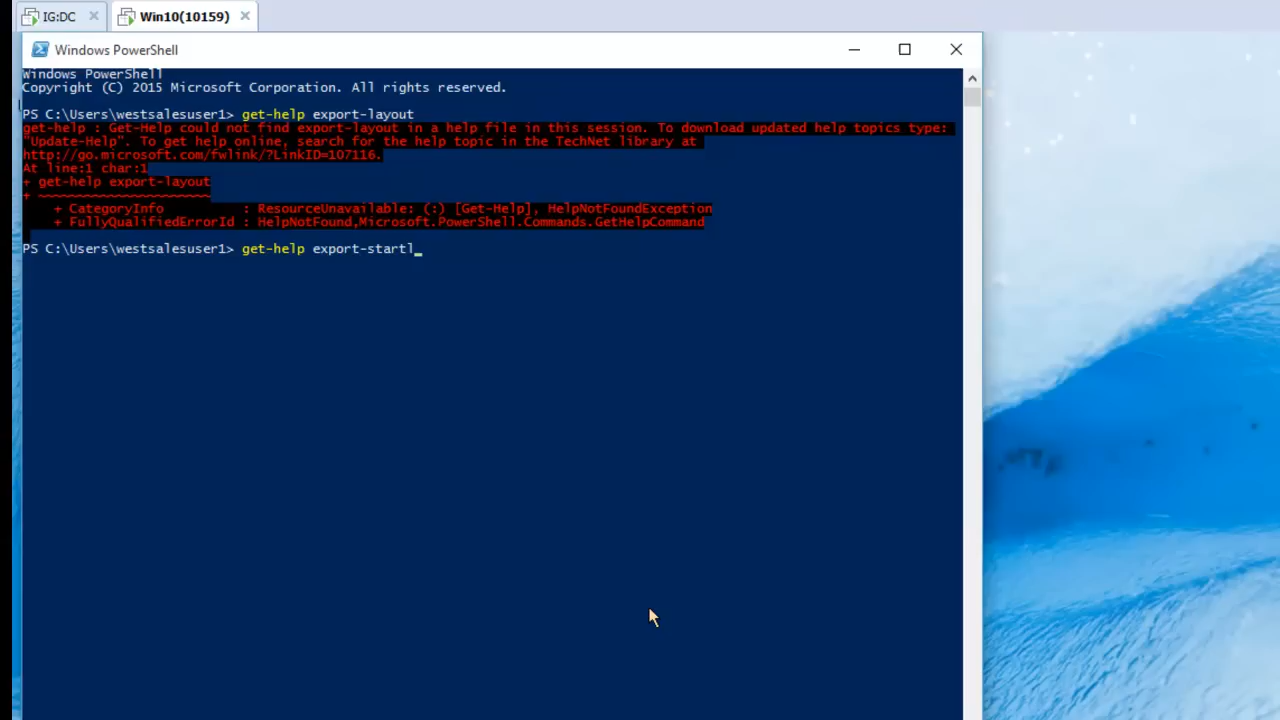 IG:DC
Win10(10159)
Windows PowerShell
Windows PowerShell
Copyright (C) 2015 Microsoft Corporation. All rights reserved.
PS C:\Users\westsalesuser1> get-help export-layout
get-help : Get-Help could not find export-layout in a help file in this session. To download updated help topics type:
"Update-Help". To get help online, search for the help topic in the TechNet library at
http://go.microsoft.com/fwlink/?LinkID=107116.
At line:1 char:1
+ get-help export-layout
+ ~~~~~~~~~~~~~~~~~~~~~~
+ CategoryInfo : ResourceUnavailable: (:) [Get-Help], HelpNotFoundException
+ FullyQualifiedErrorId : HelpNotFound,Microsoft.PowerShell.Commands.GetHelpCommand
PS C:\Users\westsalesuser1> get-help export-startl_